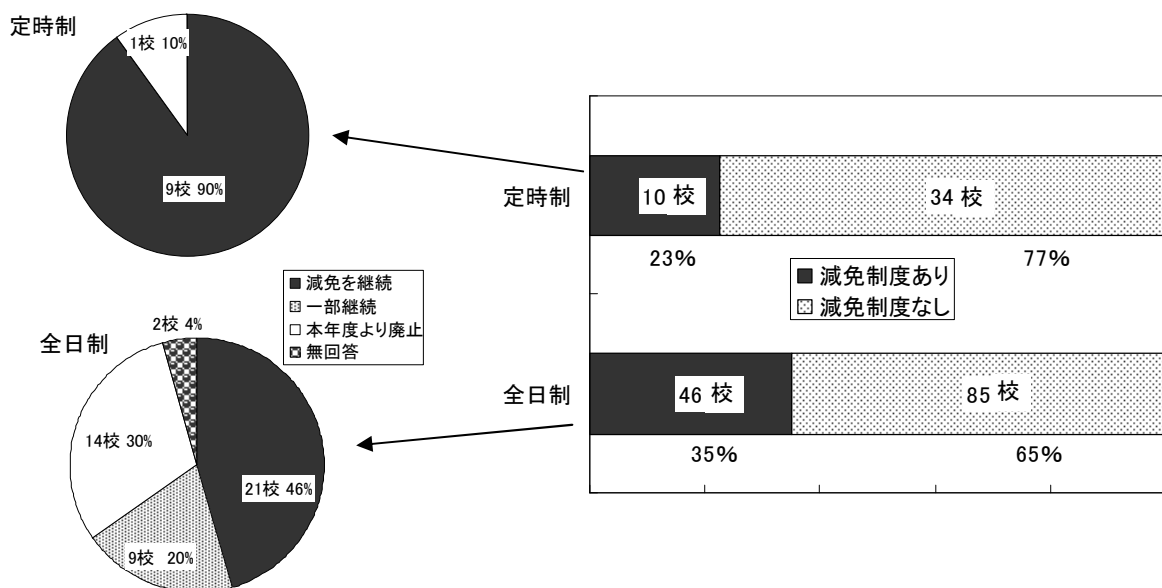 定時制
1校 10%
9校 90%
減免を継続
一部継続
本年度より廃止
無回答
全日制
2校 4%
14校 30%
21校 46%
9校 20%
定時制
10 校
34 校
23%
77%
減免制度あり
減免制度なし
全日制
46 校
85 校
35%
65%